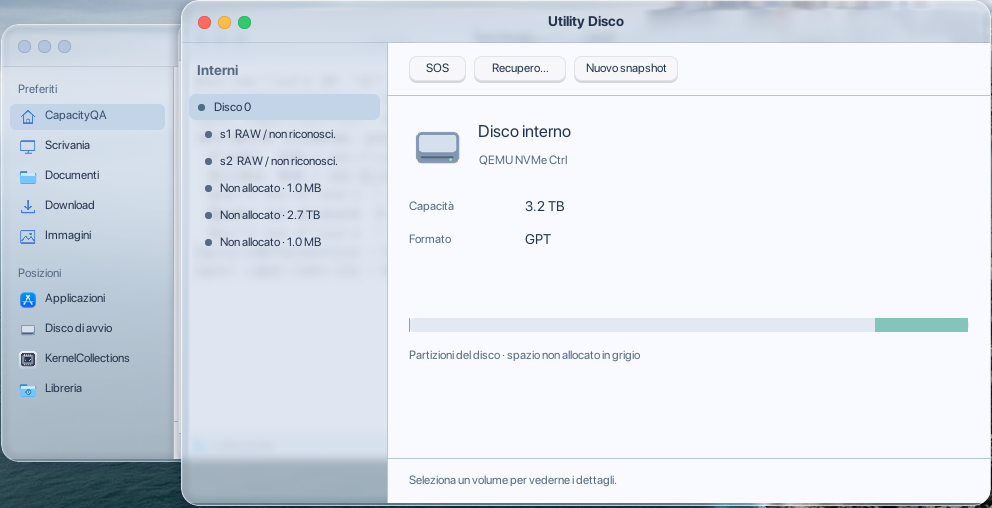 Utility Disco
Preferiti
CapacityQA
Scrivania
Documenti
Download
Immagini
Posizioni
Applicazioni
Disco di avvio
KernelCollections
Libreria
Interni
Disco 0
s1 RAW / non riconosci.
s2 RAW / non riconosci.
Non allocato · 1.0 MB
Non allocato · 2.7 TB
Non allocato · 1.0 MB
SOS
Recupero...
Nuovo snapshot
Disco interno
QEMU NVMe Ctrl
Capacità 3.2 TB
Formato GPT
Partizioni del disco · spazio non allocato in grigio
Seleziona un volume per vederne i dettagli.